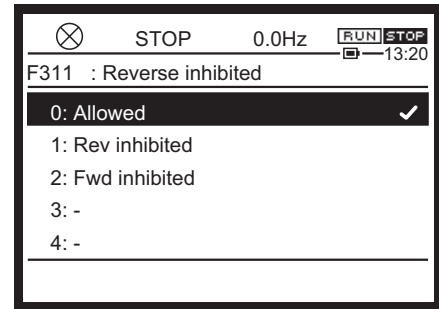 STOP 0.0Hz RUN STOP
13:20
F311 : Reverse inhibited
0: Allowed
1: Rev inhibited
2: Fwd inhibited
3: -
4: -